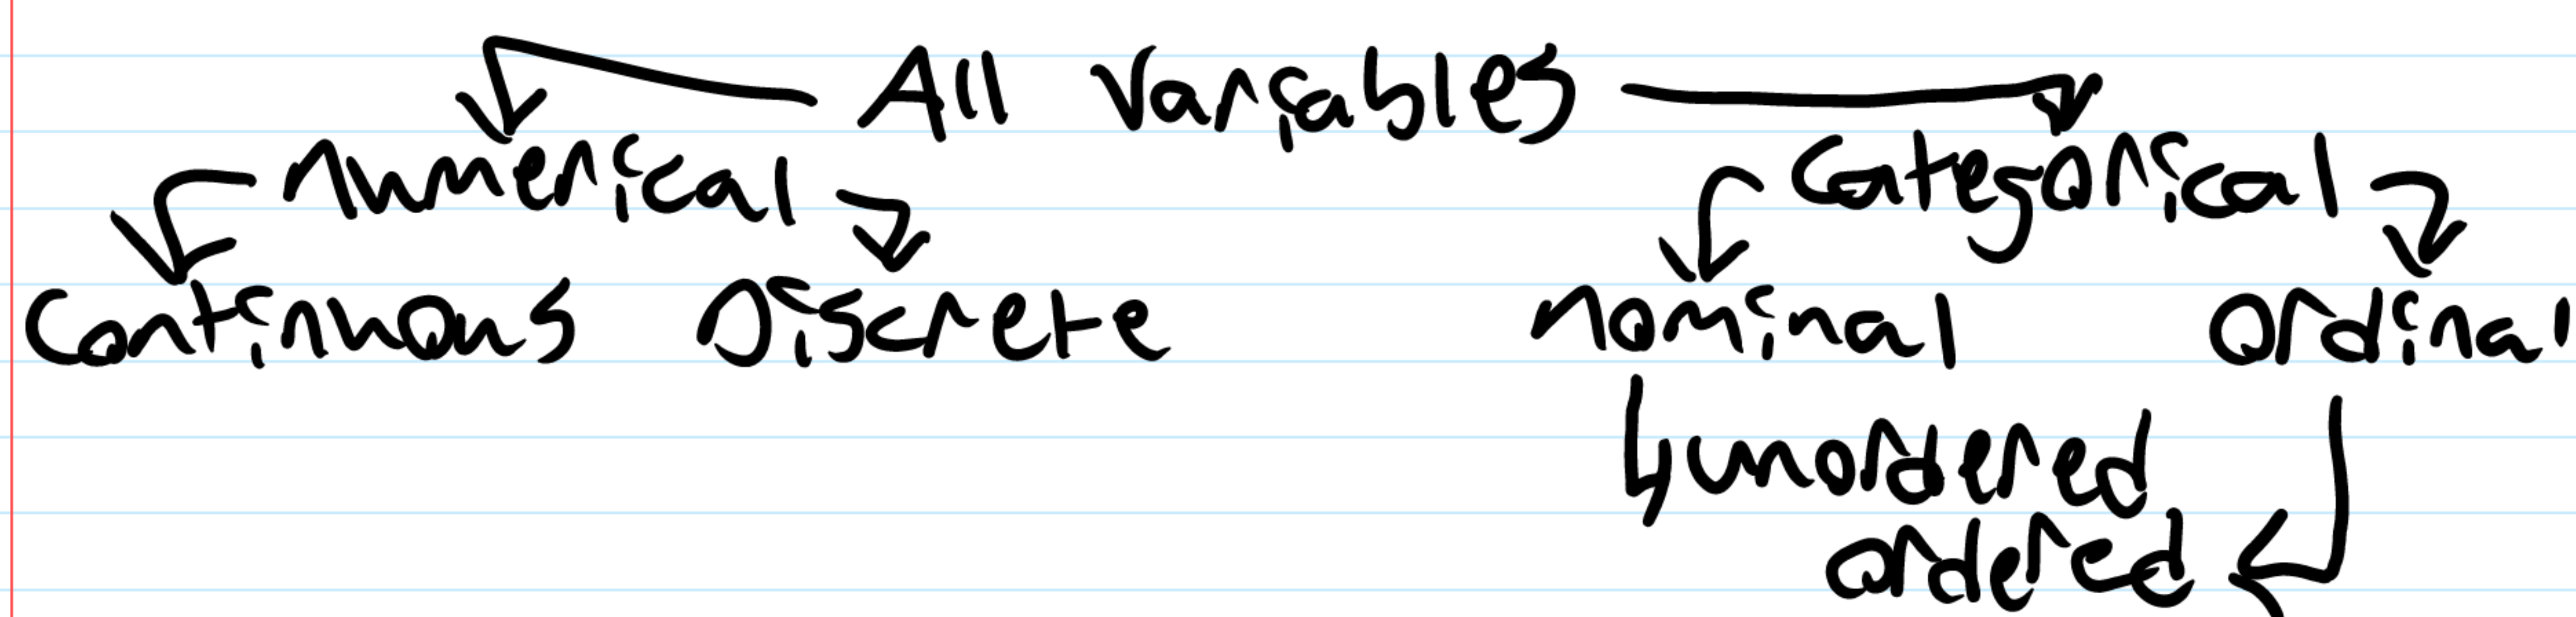 All Variables
Numerical Categorical
Continuous Discrete nominal ordinal
unordered
ordered